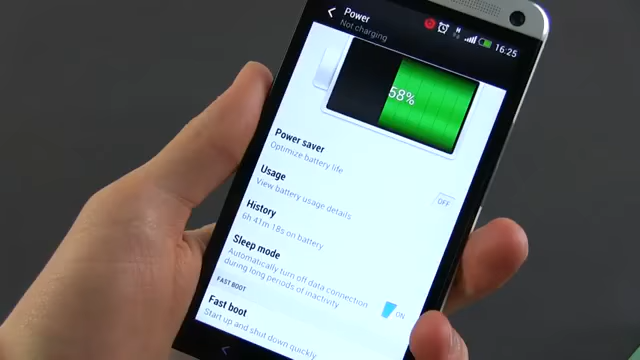 Power
Not charging
16:25
58%
Power saver
Optimize battery life
OFF
Usage
View battery usage details
History
6h 41m 18s on battery
Sleep mode
Automatically turn off data connection
during long periods of inactivity
ON
FAST BOOT
Fast boot
Start up and shut down quickly